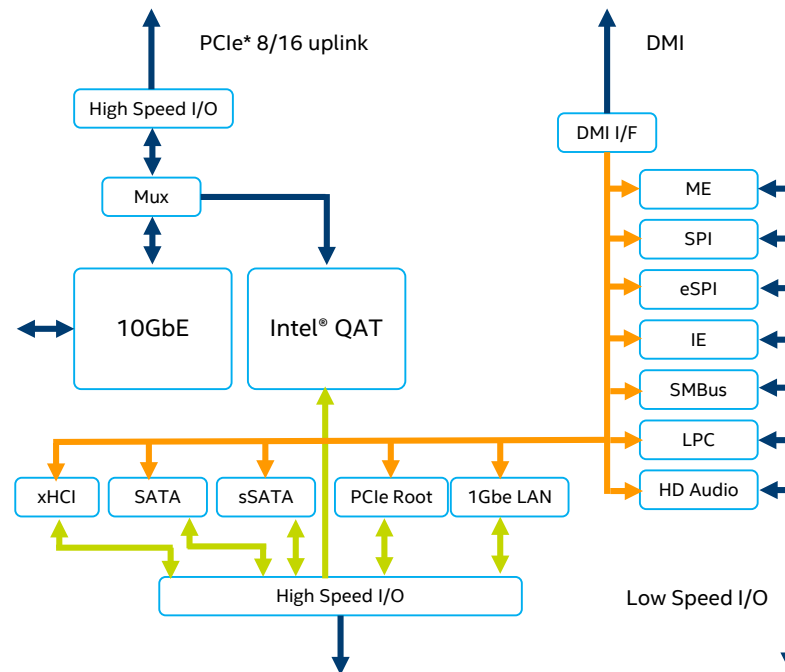 PCIe* 8/16 uplink
DMI
High Speed I/O
DMI I/F
Mux
ME
SPI
10GbE
Intel® QAT
eSPI
IE
SMBus
LPC
xHCI
SATA
sSATA
PCIe Root
1Gbe LAN
HD Audio
High Speed I/O
Low Speed I/O